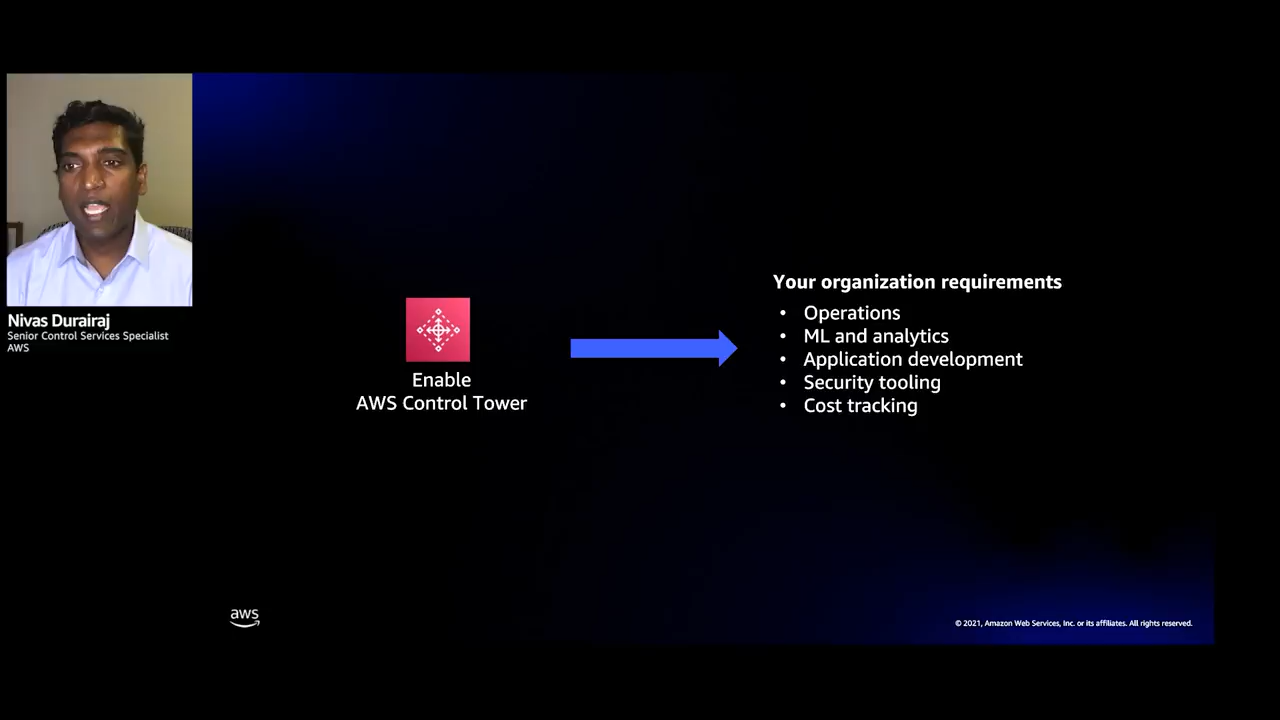 Nivas Durairaj
Senior Control Services Specialist
AWS
Enable
AWS Control Tower
Your organization requirements
• Operations
• ML and analytics
• Application development
• Security tooling
• Cost tracking
aws
© 2021, Amazon Web Services, Inc. or its affiliates. All rights reserved.